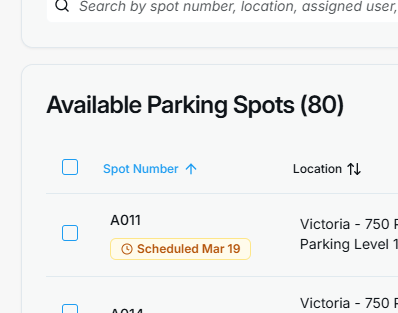 Search by spot number, location, assigned user,
Available Parking Spots (80)
Spot Number Location
A011
Scheduled Mar 19
Victoria - 750
Parking Level 1
A014
Victoria - 750